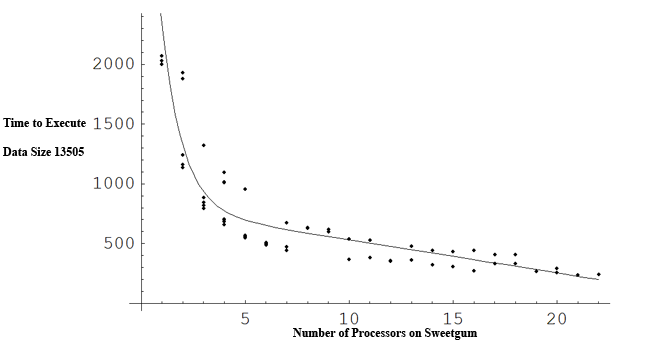 2000
Time to Execute 1500
Data Size 13505
1000
500
5 10 15 20
Number of Processors on Sweetgum